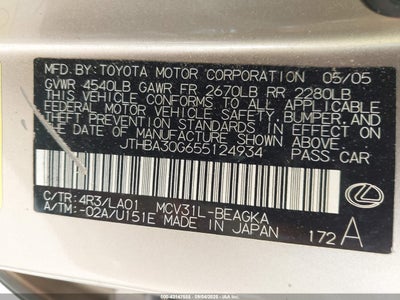 MFD. BY: TOYOTA MOTOR CORPORATION 05/05
GVWR 4540LB GAWR FR 2670LB RR 2280LB
THIS VEHICLE CONFORMS TO ALL APPLICABLE
FEDERAL MOTOR VEHICLE SAFETY, BUMPER, AND
THEFT PREVENTION STANDARDS IN EFFECT ON
THE DATE OF MANUFACTURE SHOWN ABOVE.
JTHBA30G655124934 PASS. CAR
C/TR: 4R3/LA01 MCV31L-BEAGKA
A/TM: -02A/U151E MADE IN JAPAN 172 A